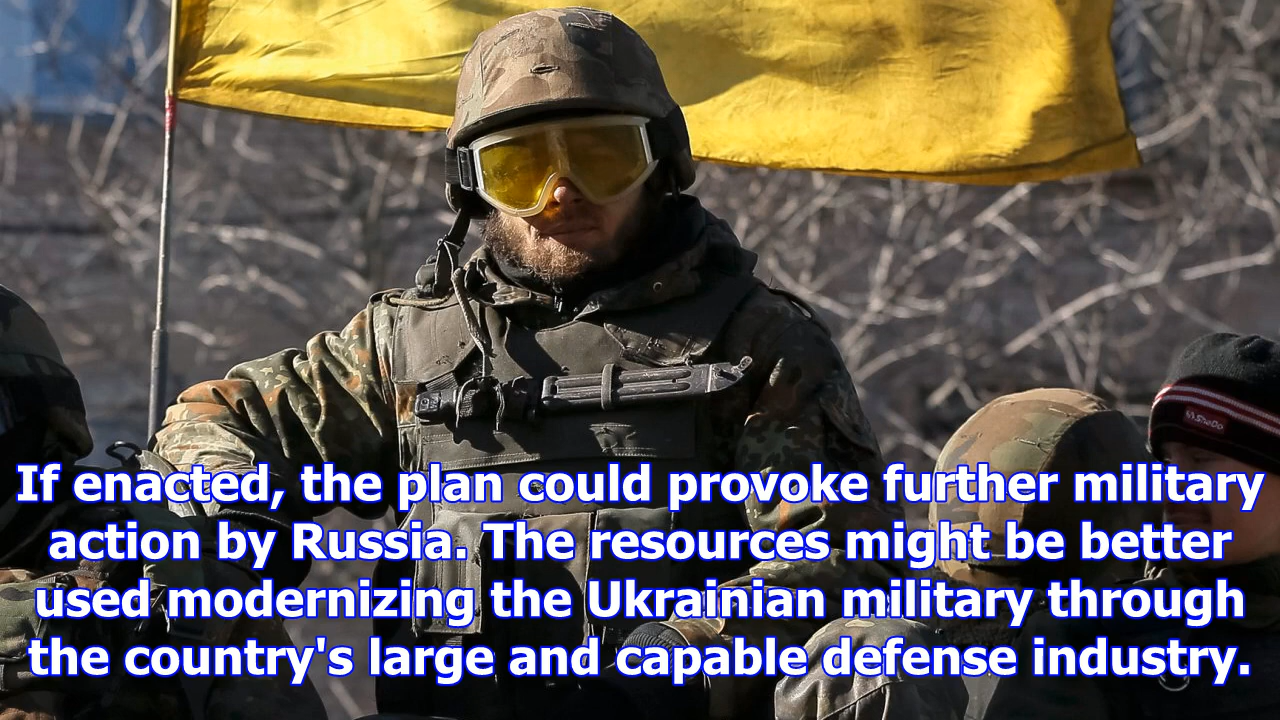 SheDo
If enacted, the plan could provoke further military
action by Russia. The resources might be better
used modernizing the Ukrainian military through
the country's large and capable defense industry.